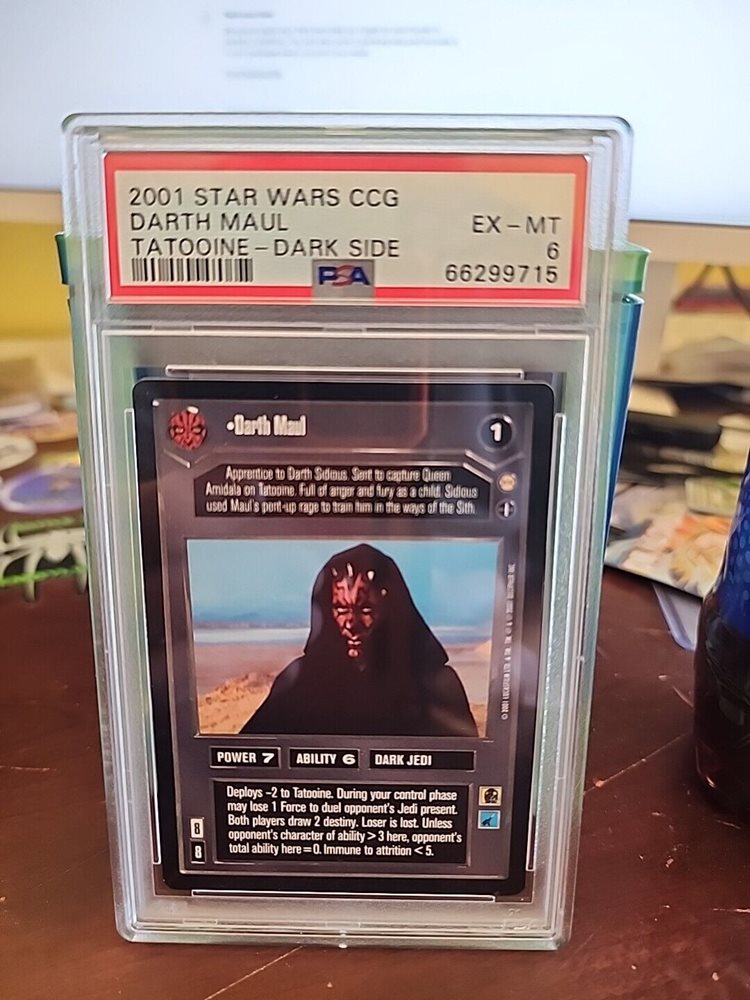 2001 STAR WARS CCG
DARTH MAUL
EX - MT
TATOOINE - DARK SIDE
6
PSA
66299715
•Darth Maul
1
Apprentice to Darth Sidious. Sent to capture Queen
Amidala on Tatooine. Full of anger and fury as a child. Sidious
used Maul's pent-up rage to train him in the ways of the Sith.
POWER 7
ABILITY 6
DARK JEDI
Deploys -2 to Tatooine. During your control phase
may lose 1 Force to duel opponent's Jedi present.
Both players draw 2 destiny. Loser is lost. Unless
opponent's character of ability > 3 here, opponent's
total ability here = 0. Immune to attrition < 5.
8
8